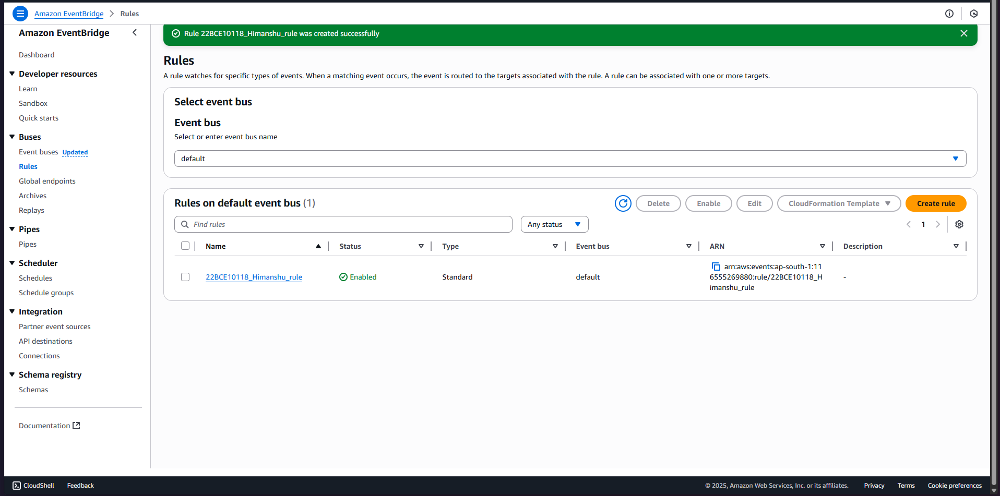 Amazon EventBridge > Rules
Amazon EventBridge
Dashboard
Developer resources
Learn
Sandbox
Quick starts
Buses
Event buses Updated
Rules
Global endpoints
Archives
Replays
Pipes
Pipes
Scheduler
Schedules
Schedule groups
Integration
Partner event sources
API destinations
Connections
Schema registry
Schemas
Documentation
Rule 22BCE10118_Himanshu_rule was created successfully
Rules
A rule watches for specific types of events. When a matching event occurs, the event is routed to the targets associated with the rule. A rule can be associated with one or more targets.
Select event bus
Event bus
Select or enter event bus name
default
Rules on default event bus (1)
Delete Enable Edit CloudFormation Template Create rule
Find rules Any status 1
Name Status Type Event bus ARN Description
22BCE10118_Himanshu_rule Enabled Standard default arn:aws:events:ap-south-1:11
6555269880:rule/22BCE10118_H
imanshu_rule -
CloudShell Feedback © 2025, Amazon Web Services, Inc. or its affiliates. Privacy Terms Cookie preferences